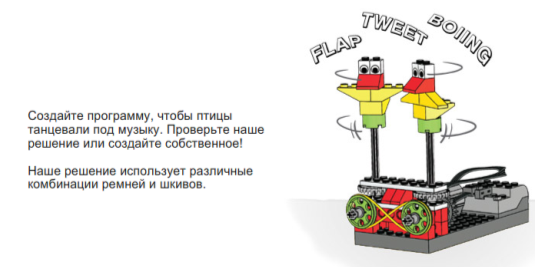 FLAP TWEET BOIING
Создайте программу, чтобы птицы
танцевали под музыку. Проверьте наше
решение или создайте собственное!
Наше решение использует различные
комбинации ремней и шкивов.